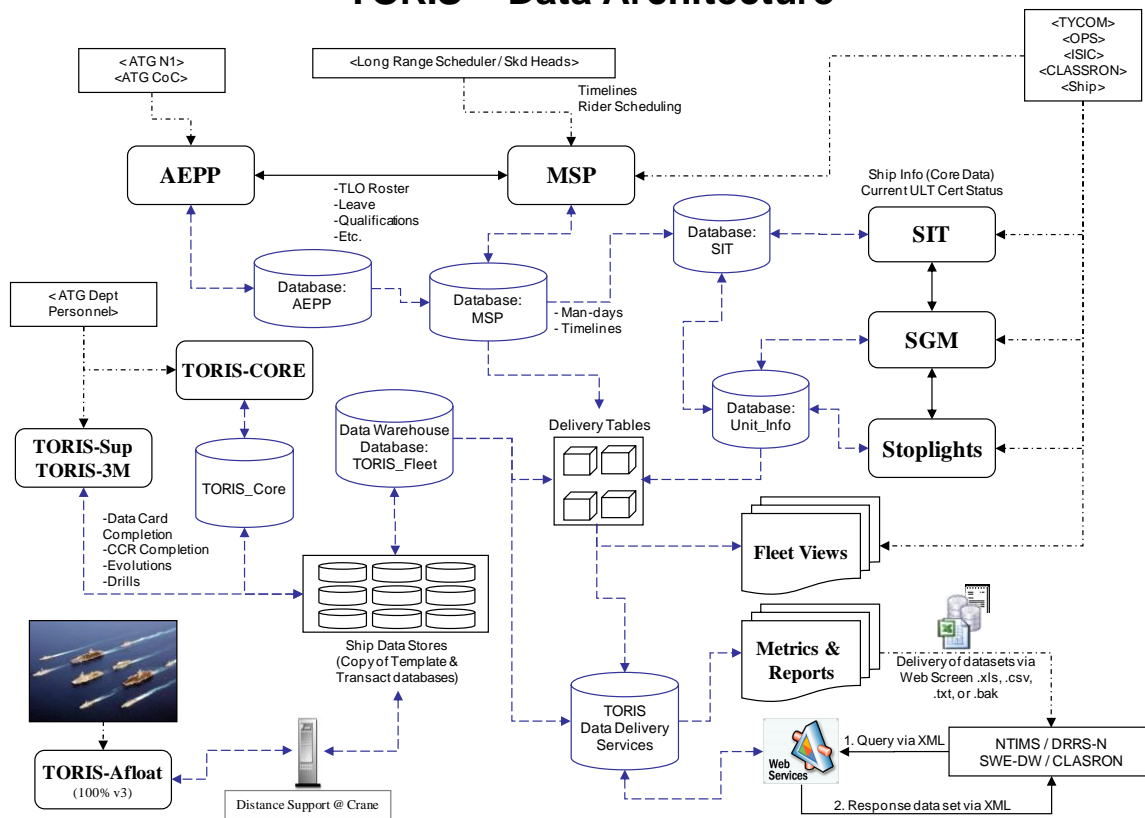 TORIS – Data Architecture
<ATG N1>
<ATG CoC>
<Long Range Scheduler/ Skd Heads>
<TYCOM>
<OPS>
<ISIC>
<CLASSRON>
<Ship>
Timelines
Rider Scheduling
AEPP
MSP
-TLO Roster
-Leave
-Qualifications
-Etc.
Ship Info (Core Data)
Current ULT Cert Status
SIT
Database:
SIT
Database:
AEPP
Database:
MSP
- Man-days
- Timelines
<ATG Dept
Personnel>
SGM
TORIS-CORE
Database:
Unit_Info
Stoplights
Delivery Tables
Data Warehouse
Database:
TORIS_Fleet
TORIS-Sup
TORIS-3M
TORIS_Core
-Data Card
Completion
-CCR Completion
-Evolutions
-Drills
Fleet Views
Ship Data Stores
(Copy of Template &
Transact databases)
Metrics &
Reports
Delivery of datasets via
Web Screen .xls, .csv,
.txt, or .bak
TORIS
Data Delivery
Services
1. Query via XML
Web
Services
NTIMS / DRRS-N
SWE-DW / CLASRON
2. Response data set via XML
TORIS-Afloat
(100% v3)
Distance Support @ Crane